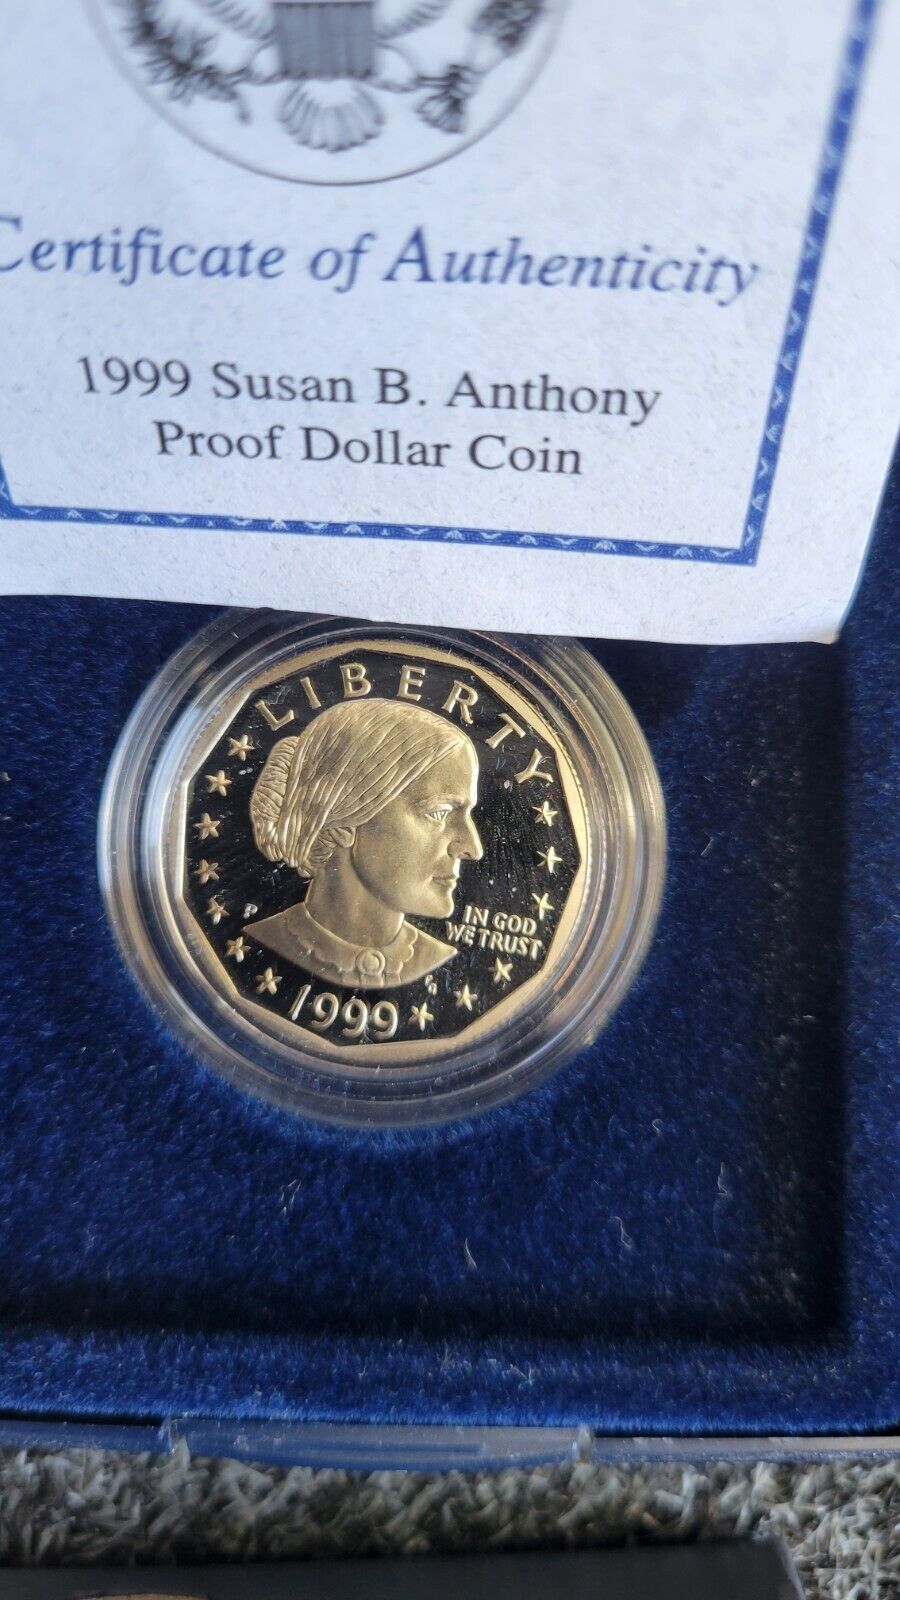 Certificate of Authenticity
1999 Susan B. Anthony
Proof Dollar Coin
LIBERTY
P
IN GOD
WE TRUST
1999